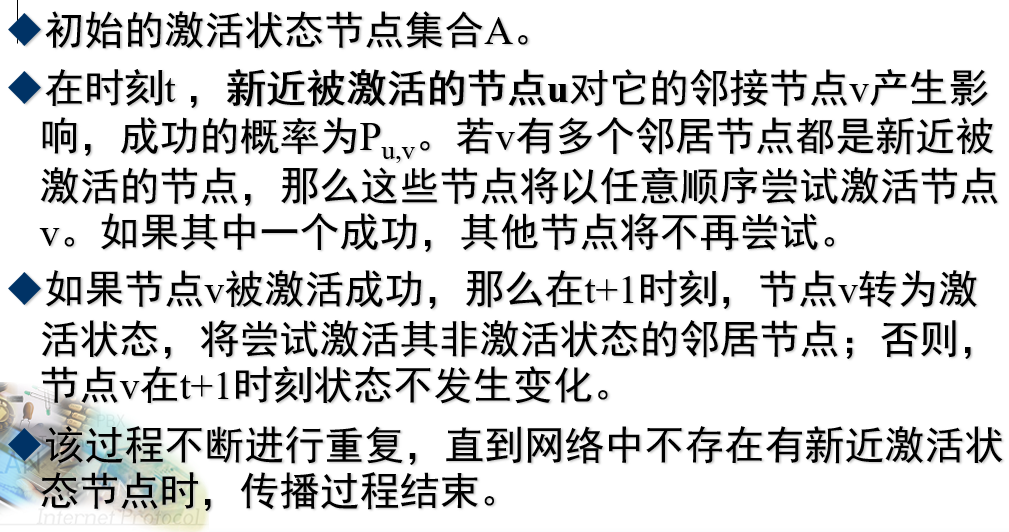 ◆初始的激活状态节点集合A。
◆在时刻t ，新近被激活的节点u对它的邻接节点v产生影
响，成功的概率为Pu,v。若v有多个邻居节点都是新近被
激活的节点，那么这些节点将以任意顺序尝试激活节点
v。如果其中一个成功，其他节点将不再尝试。
◆如果节点v被激活成功，那么在t+1时刻，节点v转为激
活状态，将尝试激活其非激活状态的邻居节点；否则，
节点v在t+1时刻状态不发生变化。
PBX
◆该过程不断进行重复，直到网络中不存在有新近激活状
LAN
态节点时，传播过程结束。
Internet Protocol